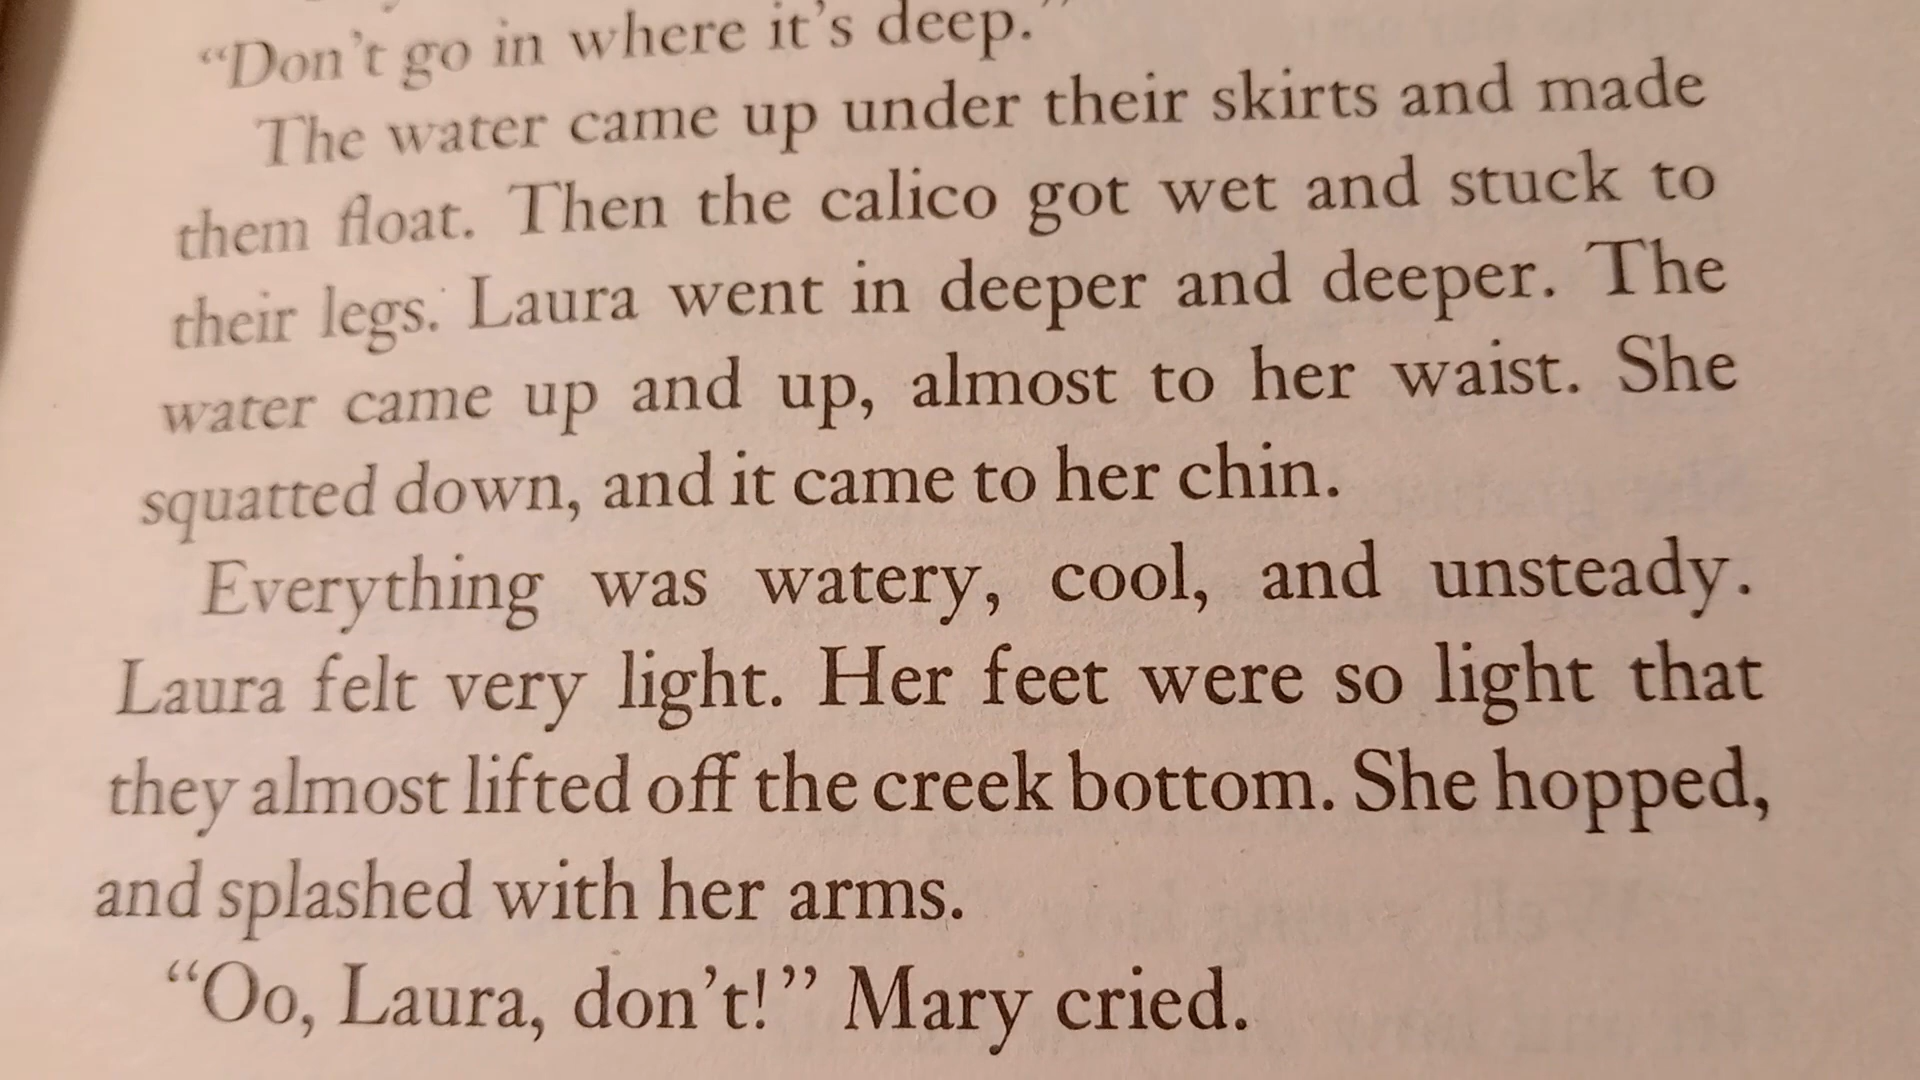 “Don’t go in where it’s deep.”
The water came up under their skirts and made
them float. Then the calico got wet and stuck to
their legs. Laura went in deeper and deeper. The
water came up and up, almost to her waist. She
squatted down, and it came to her chin.
Everything was watery, cool, and unsteady.
Laura felt very light. Her feet were so light that
they almost lifted off the creek bottom. She hopped,
and splashed with her arms.
“Oo, Laura, don’t!” Mary cried.